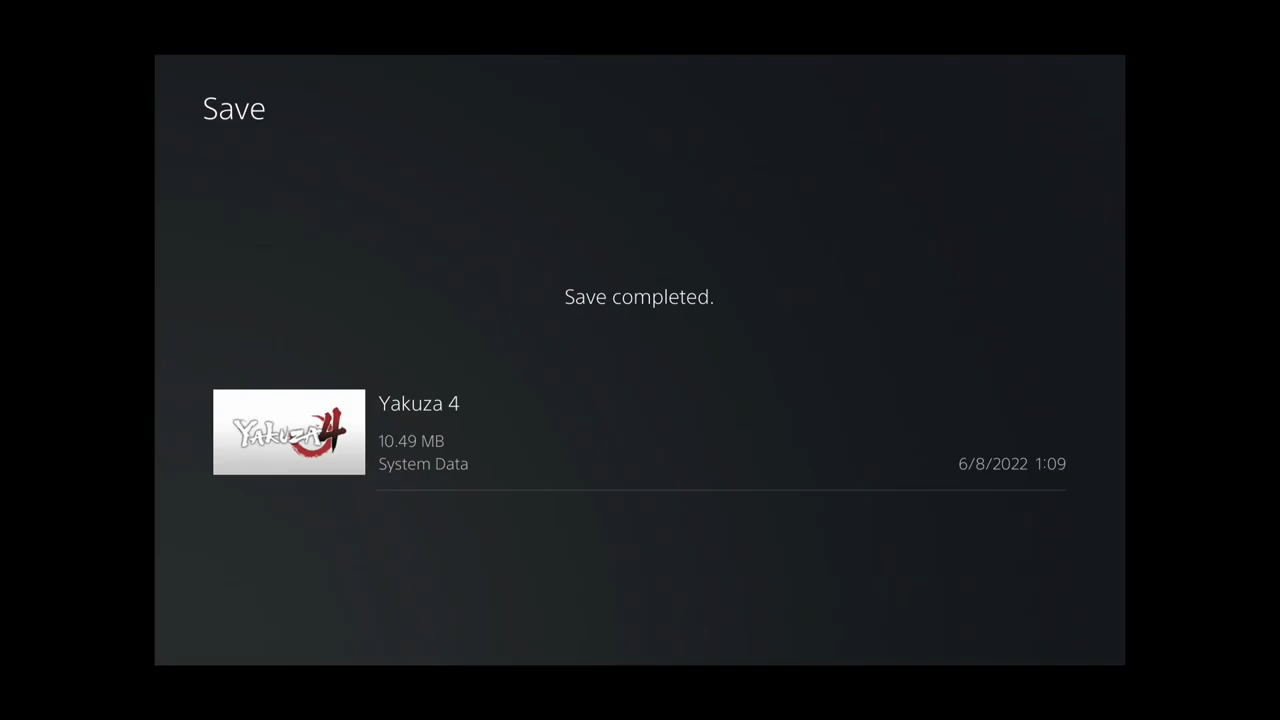 Save
Save completed.
Yakuza 4
Yakuza 4
10.49 MB
System Data
6/8/2022 1:09